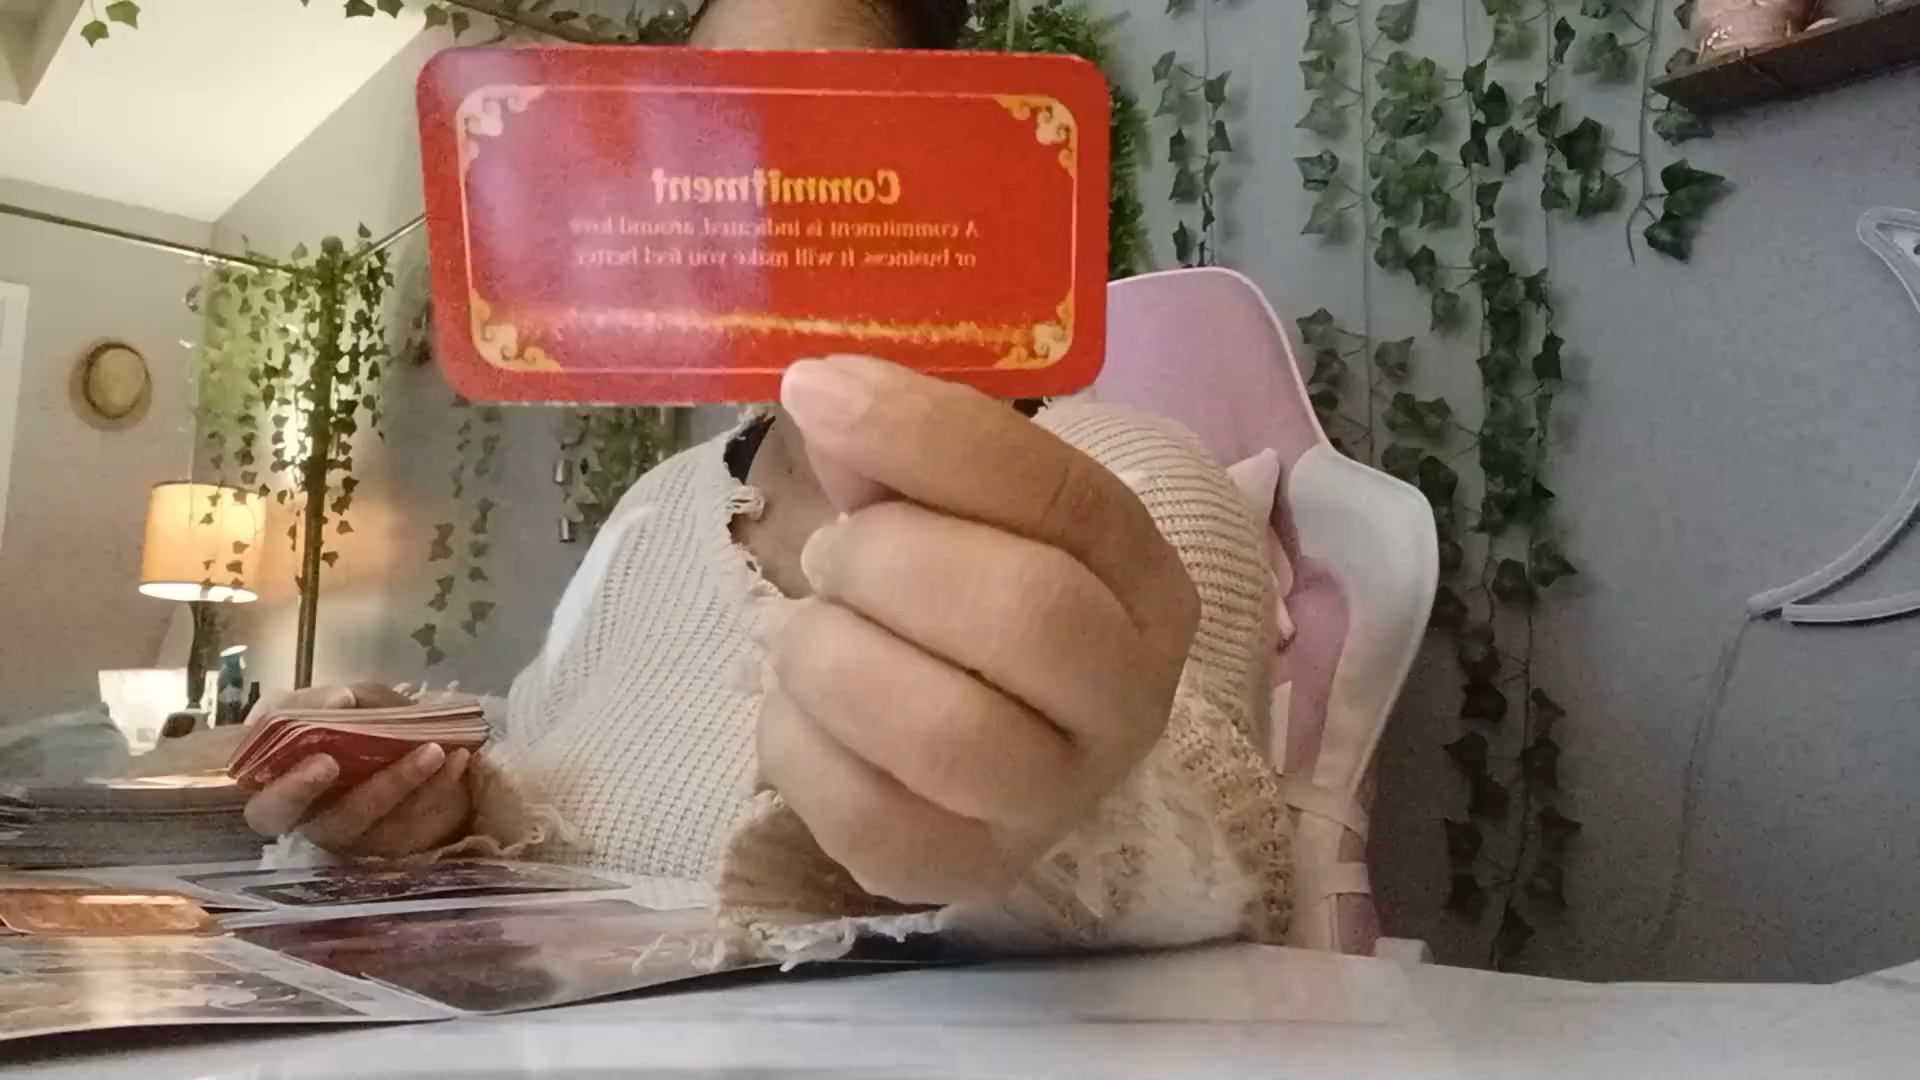 Commitment
A commitment is indicated, around love
or business. It will make you feel better.